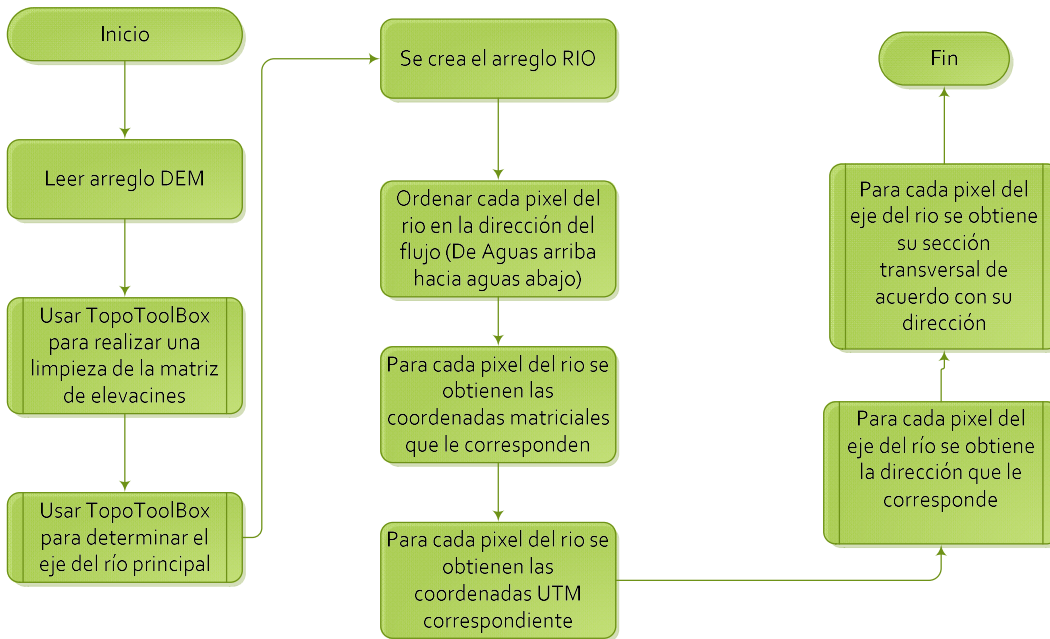 Inicio
Leer arreglo DEM
Usar TopoToolBox
para realizar una
limpieza de la matriz
de elevacines
Usar TopoToolBox
para determinar el
eje del río principal
Se crea el arreglo RIO
Ordenar cada pixel del
rio en la dirección del
flujo (De Aguas arriba
hacia aguas abajo)
Para cada pixel del rio se
obtienen las
coordenadas matriciales
que le corresponden
Para cada pixel del rio se
obtienen las
coordenadas UTM
correspondiente
Para cada pixel del
eje del río se obtiene
la dirección que le
corresponde
Para cada pixel del
eje del rio se obtiene
su sección
transversal de
acuerdo con su
dirección
Fin